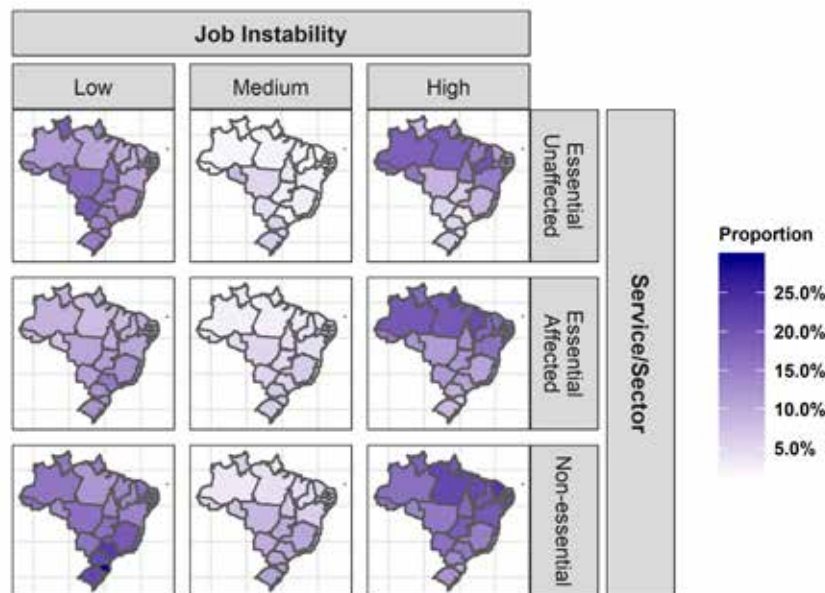 Job Instability
Low
Medium
High
Essential
Unaffected
Essential
Affected
Non-essential
Service/Sector
Proportion
25.0%
20.0%
15.0%
10.0%
5.0%